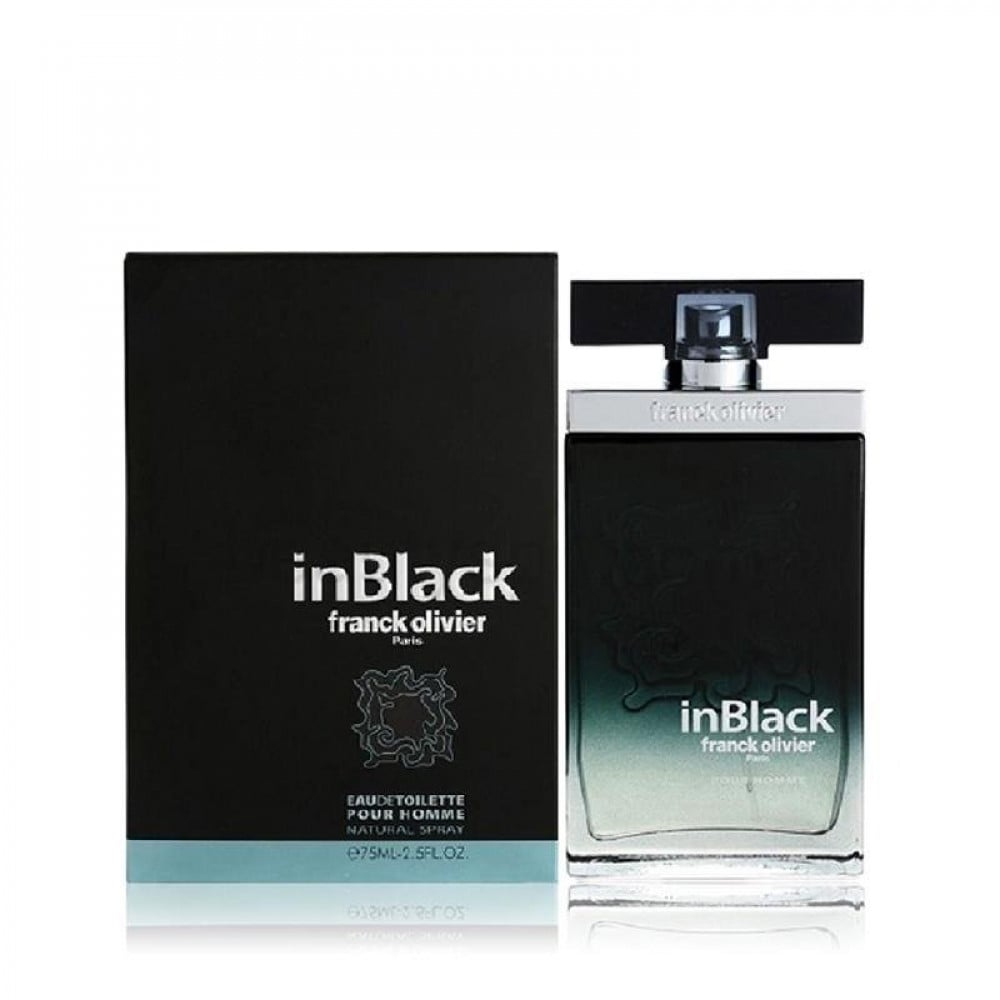 inBlack
franck olivier
Paris
EAUDETOILETTE
POUR HOMME
NATURAL SPRAY
℮75ML-2.5FL.OZ.
franck olivier
inBlack
franck olivier
Paris
POUR HOMME